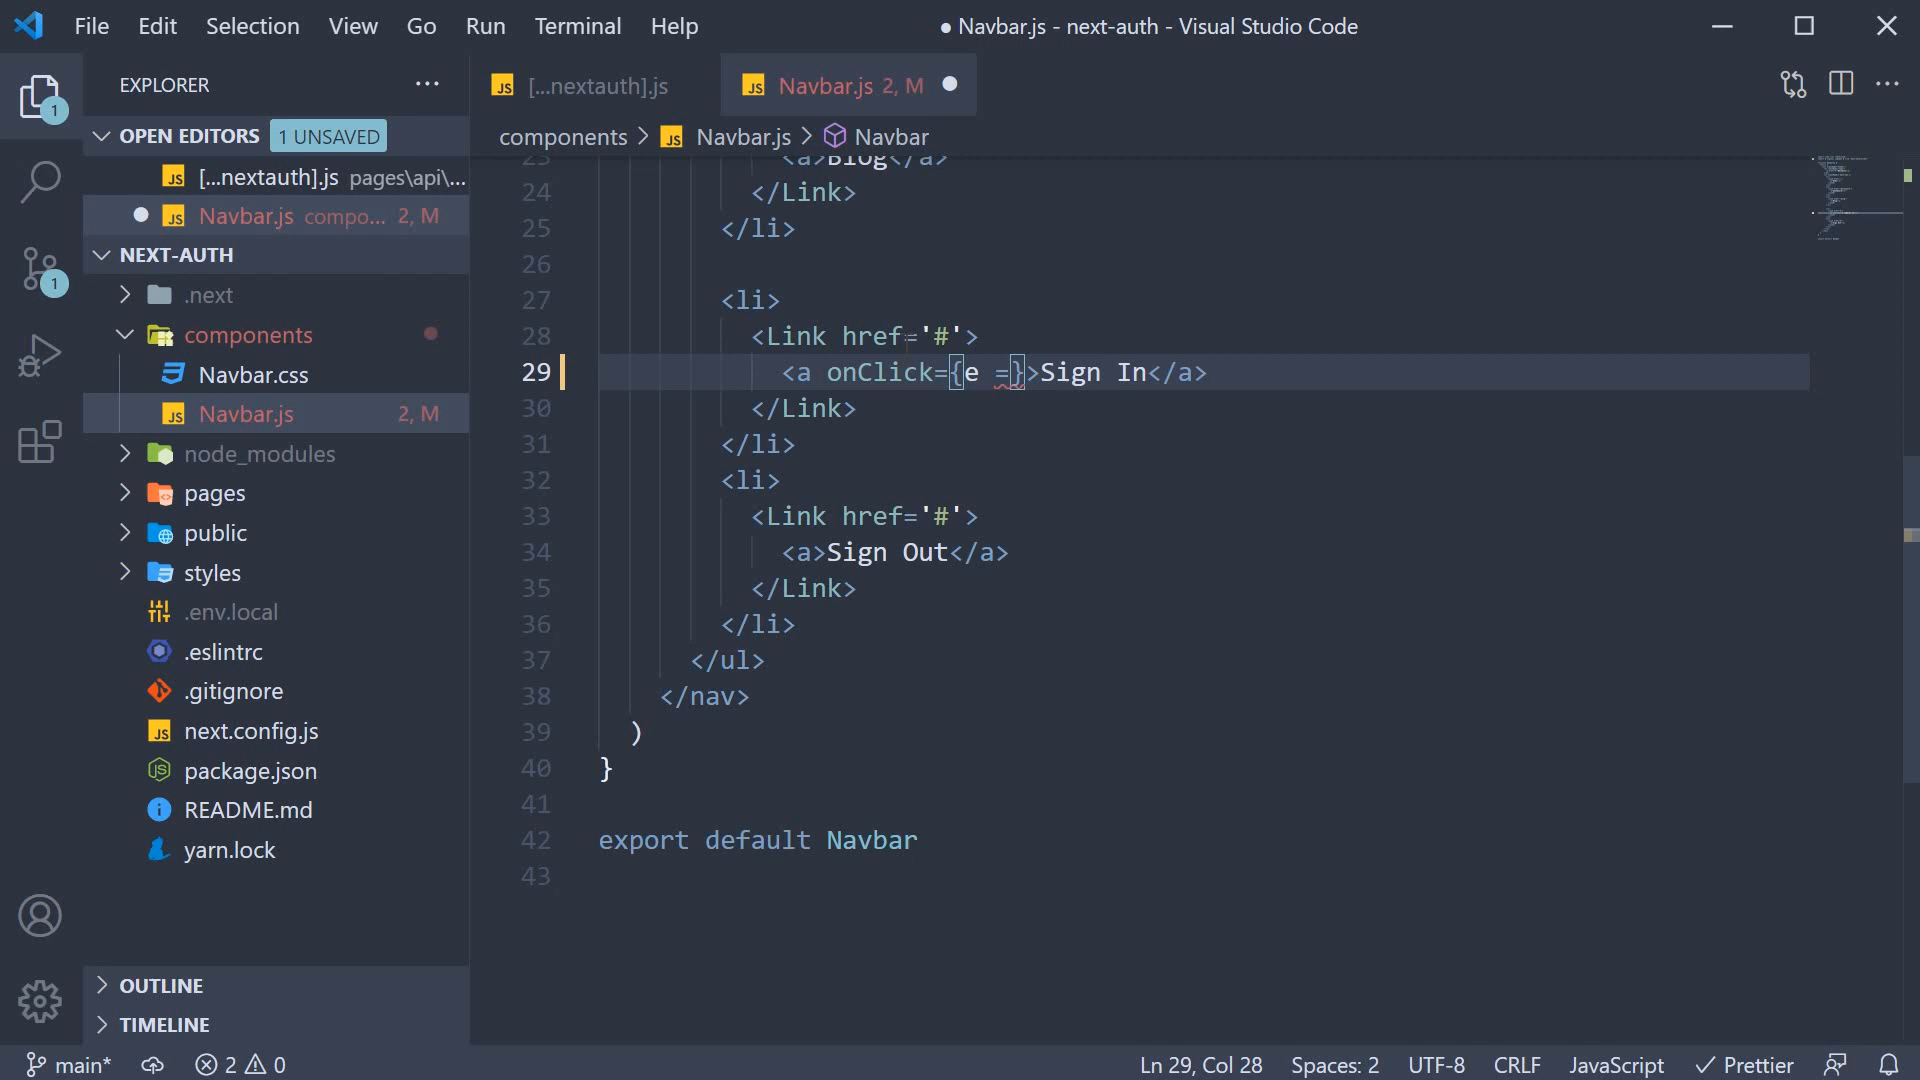 File Edit Selection View Go Run Terminal Help
● Navbar.js - next-auth - Visual Studio Code
EXPLORER
OPEN EDITORS 1 UNSAVED
[...nextauth].js pages\api\...
Navbar.js compo... 2, M
NEXT-AUTH
.next
components
Navbar.css
Navbar.js 2, M
node_modules
pages
public
styles
.env.local
.eslintrc
.gitignore
next.config.js
package.json
README.md
yarn.lock
OUTLINE
TIMELINE
1
1
[...nextauth].js
Navbar.js 2, M
components > Navbar.js > Navbar
23 <a>Blog</a>
24 </Link>
25 </li>
26
27 <li>
28 <Link href='#'>
29 <a onClick={e =}>Sign In</a>
30 </Link>
31 </li>
32 <li>
33 <Link href='#'>
34 <a>Sign Out</a>
35 </Link>
36 </li>
37 </ul>
38 </nav>
39 )
40 }
41
42 export default Navbar
43
main* 2 0 Ln 29, Col 28 Spaces: 2 UTF-8 CRLF JavaScript Prettier